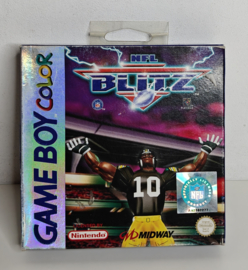 NFL
BLITZ
GAME BOY COLOR
10
Nintendo
MIDWAY